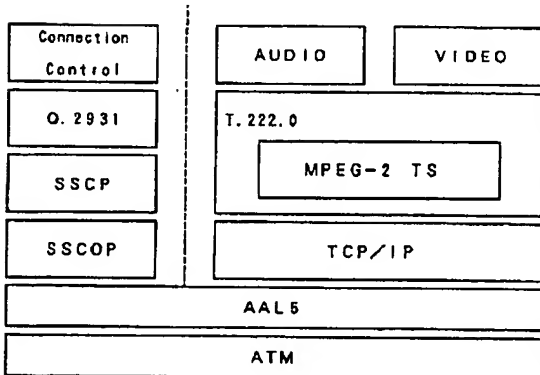 Connection
Control
AUDIO
VIDEO
Q. 2931
T. 222. 0
MPEG-2 TS
SSCP
SSCOP
TCP/IP
AAL5
ATM